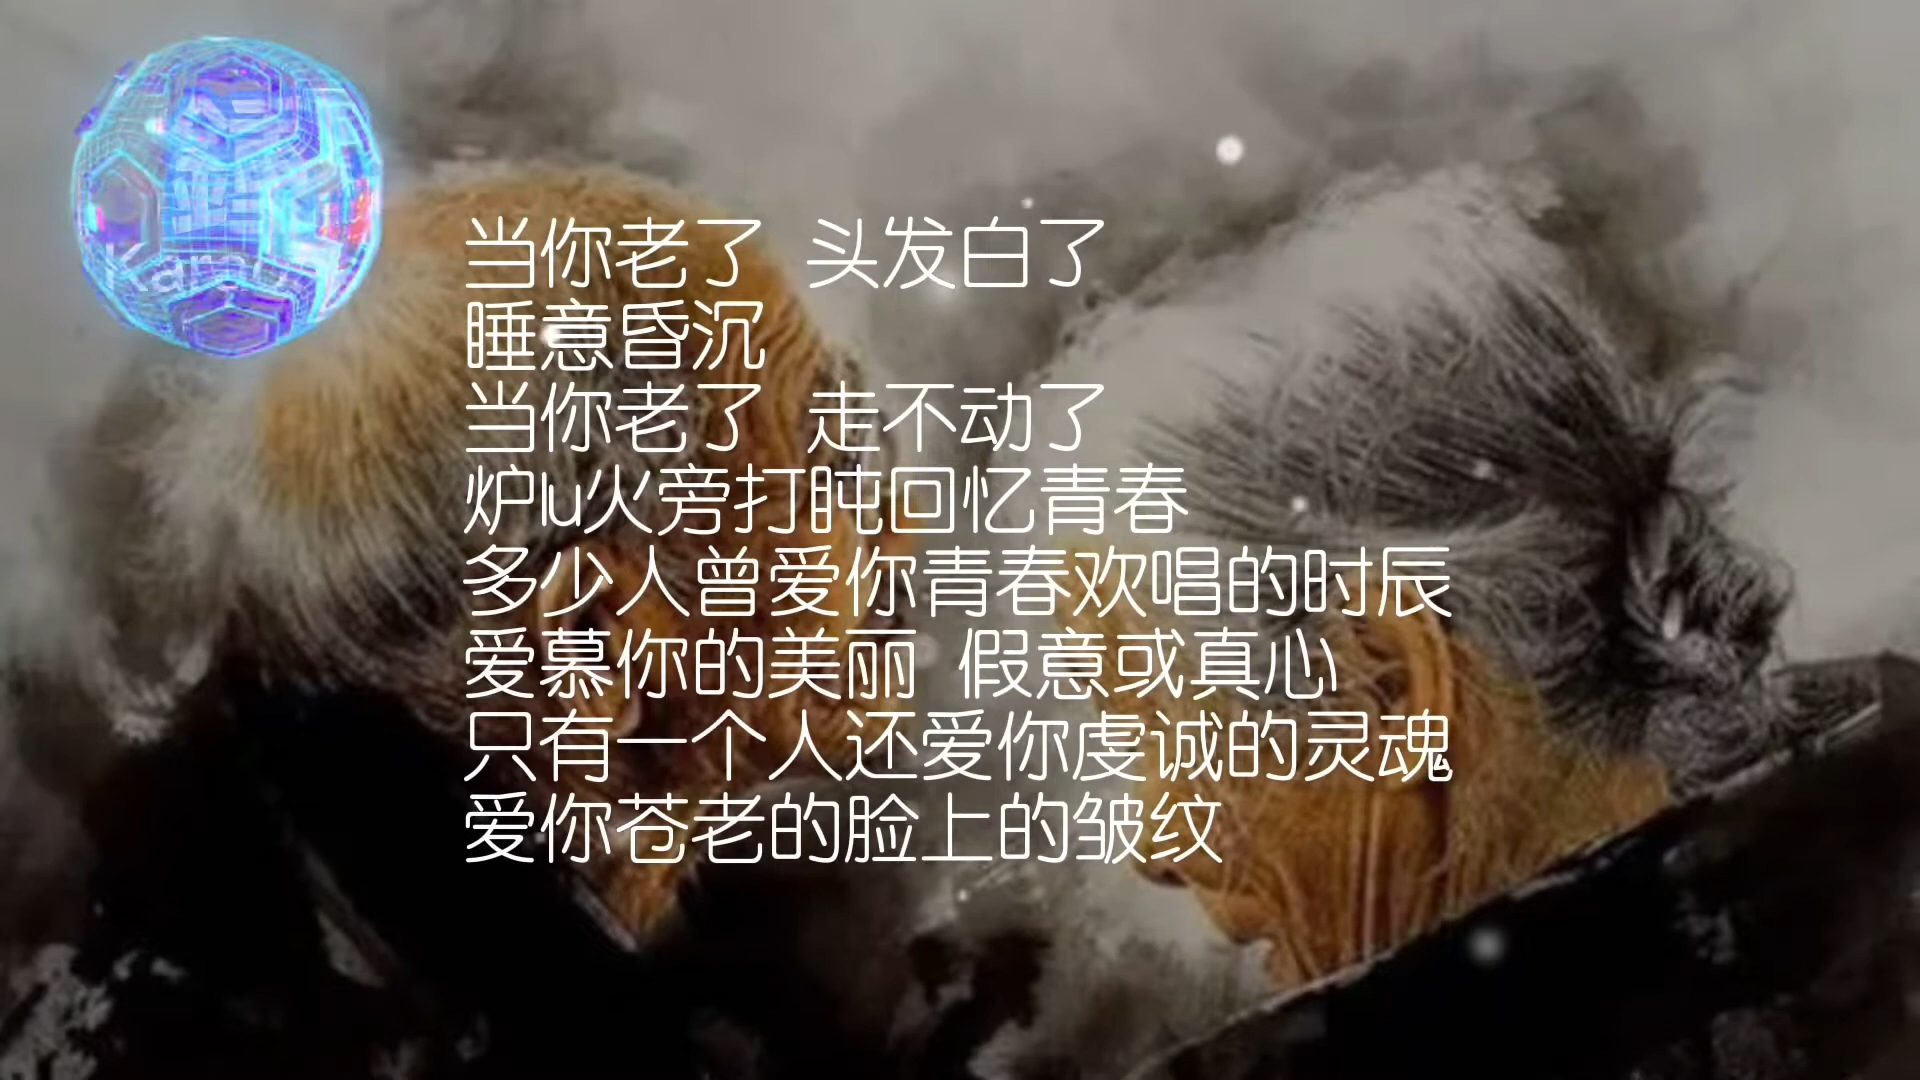 当你老了 头发白了
睡意昏沉
当你老了 走不动了
炉lu火旁打盹回忆青春
多少人曾爱你青春欢唱的时辰
爱慕你的美丽 假意或真心
只有一个人还爱你虔诚的灵魂
爱你苍老的脸上的皱纹